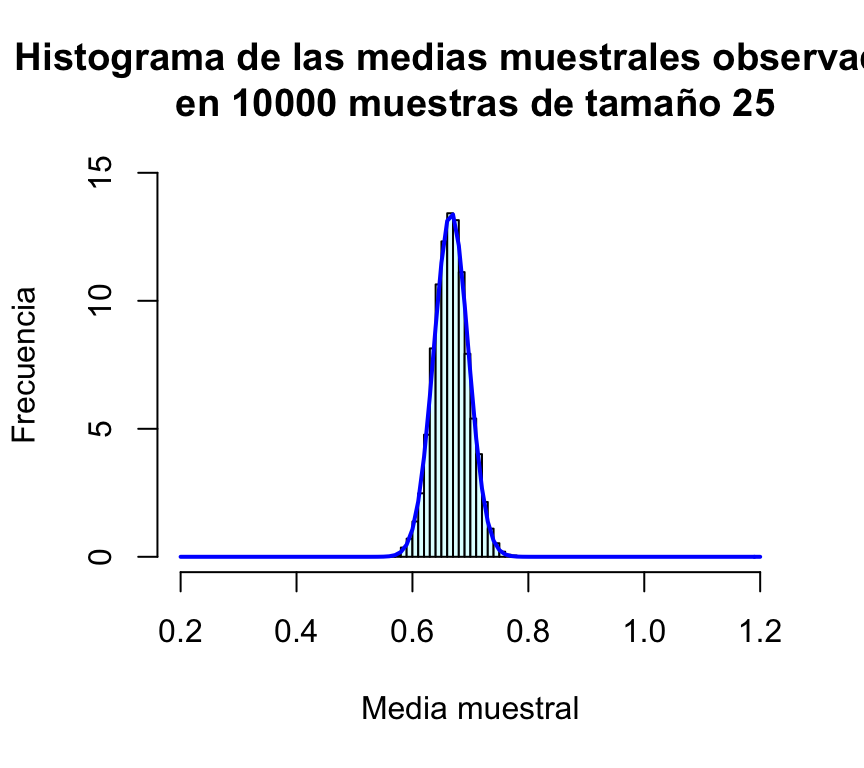 Histograma de las medias muestrales observa
en 10000 muestras de tamaño 25
15
10
5
0
Frecuencia
0.2 0.4 0.6 0.8 1.0 1.2
Media muestral